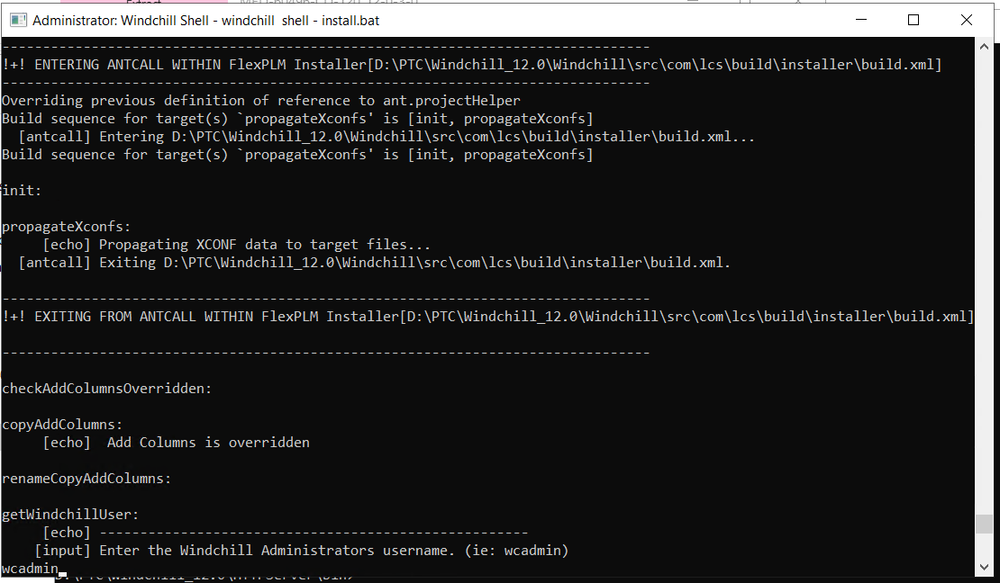 Administrator: Windchill Shell - windchill shell - install.bat
--------------------------------------------------------------------------------
!+! ENTERING ANTCALL WITHIN FlexPLM Installer[D:\PTC\Windchill_12.0\Windchill\src\com\lcs\build\installer\build.xml]
--------------------------------------------------------------------------------
Overriding previous definition of reference to ant.projectHelper
Build sequence for target(s) `propagateXconfs' is [init, propagateXconfs]
[antcall] Entering D:\PTC\Windchill_12.0\Windchill\src\com\lcs\build\installer\build.xml...
Build sequence for target(s) `propagateXconfs' is [init, propagateXconfs]
init:
propagateXconfs:
[echo] Propagating XCONF data to target files...
[antcall] Exiting D:\PTC\Windchill_12.0\Windchill\src\com\lcs\build\installer\build.xml.
--------------------------------------------------------------------------------
!+! EXITING FROM ANTCALL WITHIN FlexPLM Installer[D:\PTC\Windchill_12.0\Windchill\src\com\lcs\build\installer\build.xml]
--------------------------------------------------------------------------------
checkAddColumnsOverridden:
copyAddColumns:
[echo]  Add Columns is overridden
renameCopyAddColumns:
getWindchillUser:
[echo] -----------------------------------------------------
[input] Enter the Windchill Administrators username. (ie: wcadmin)
wcadmin